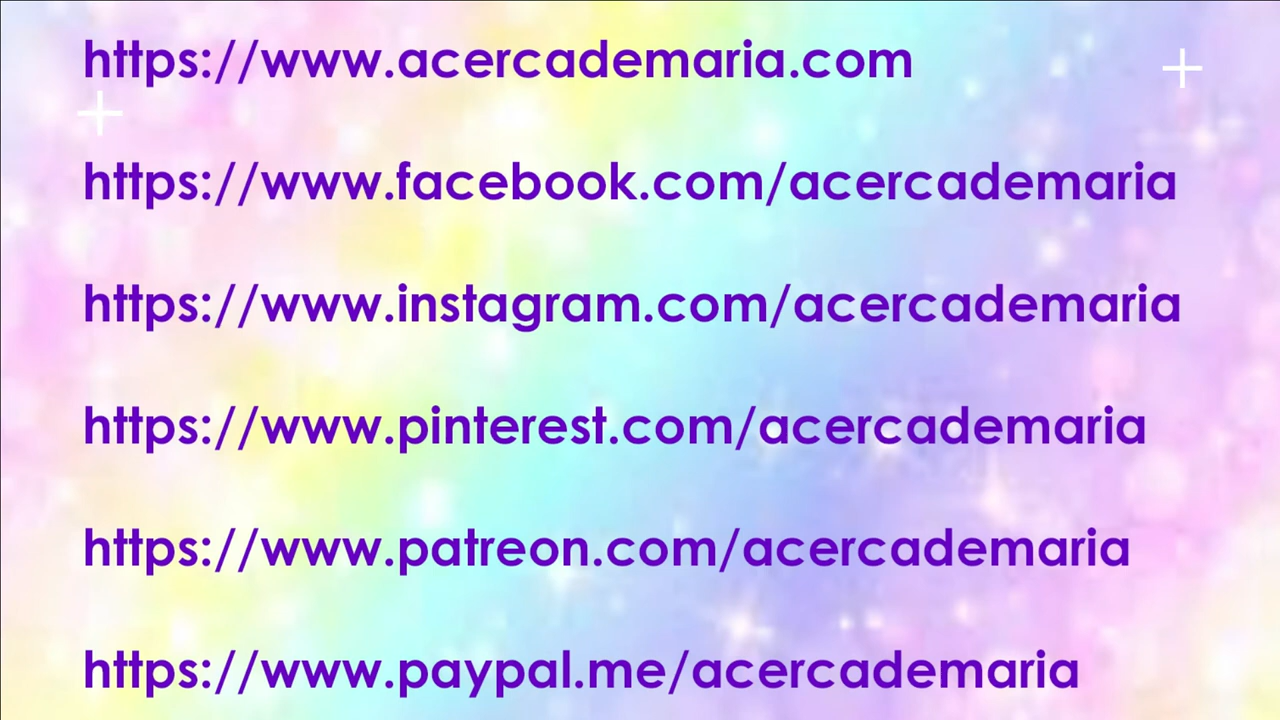 https://www.acercademaria.com
https://www.facebook.com/acercademaria
https://www.instagram.com/acercademaria
https://www.pinterest.com/acercademaria
https://www.patreon.com/acercademaria
https://www.paypal.me/acercademaria